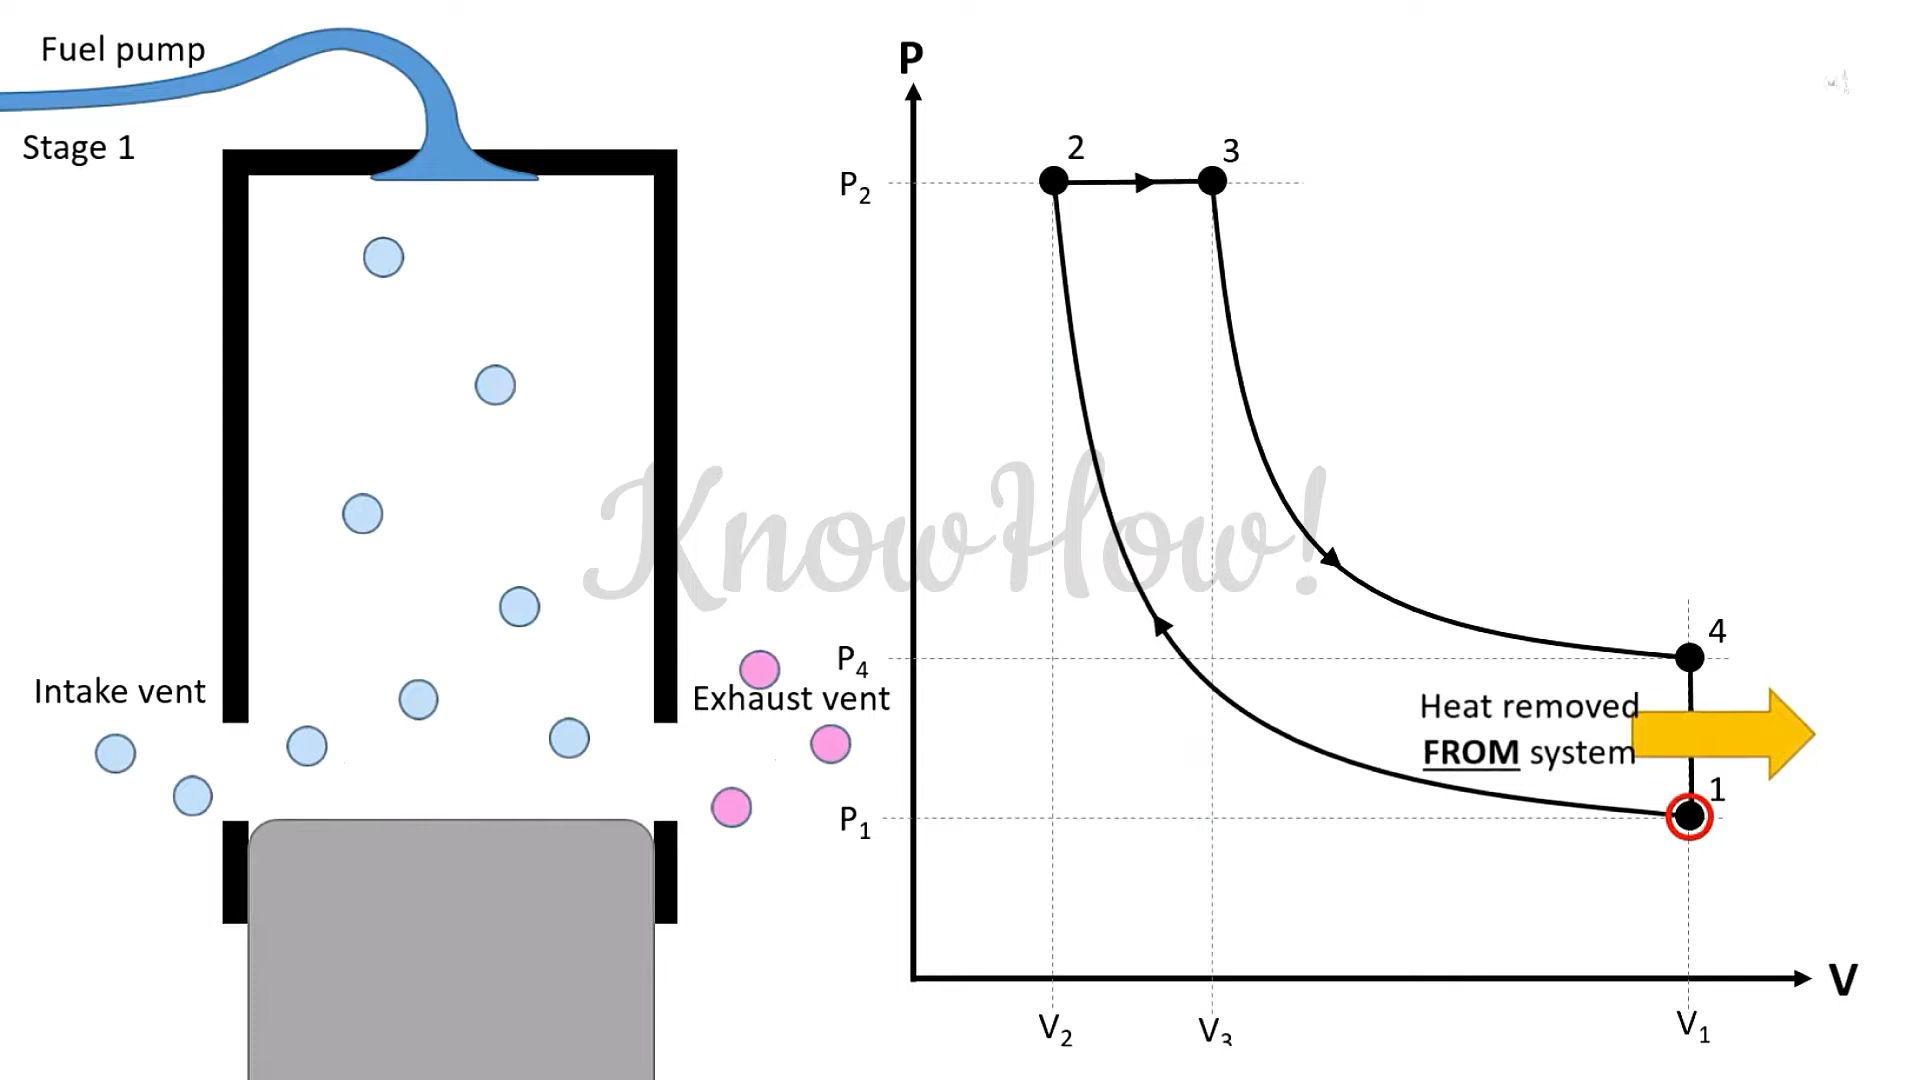 Fuel pump
Stage 1
Intake vent
Exhaust vent
KnowHow!
P
P₂
2
3
P₄
4
Heat removed
FROM system
1
P₁
V
V₂
V₃
V₁